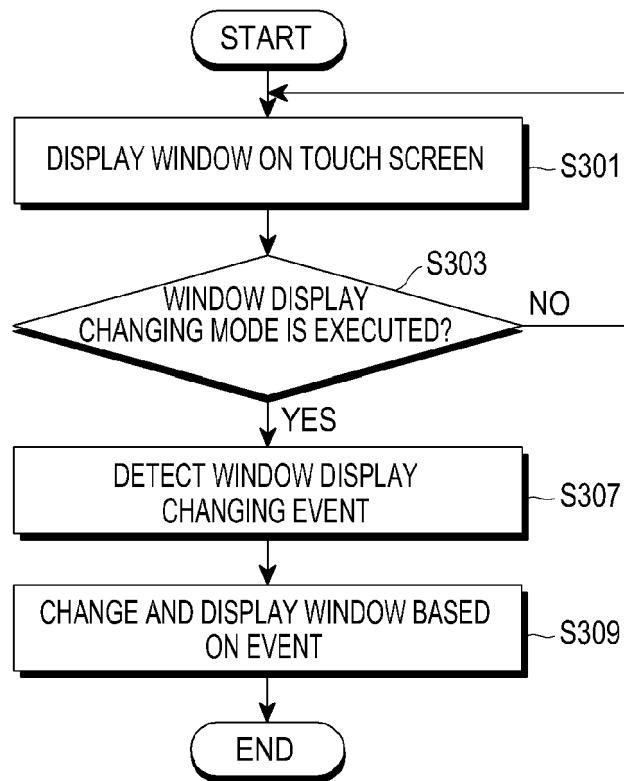 START
DISPLAY WINDOW ON TOUCH SCREEN
S301
S303
WINDOW DISPLAY
CHANGING MODE IS EXECUTED?
NO
YES
DETECT WINDOW DISPLAY
CHANGING EVENT
S307
CHANGE AND DISPLAY WINDOW BASED
ON EVENT
S309
END